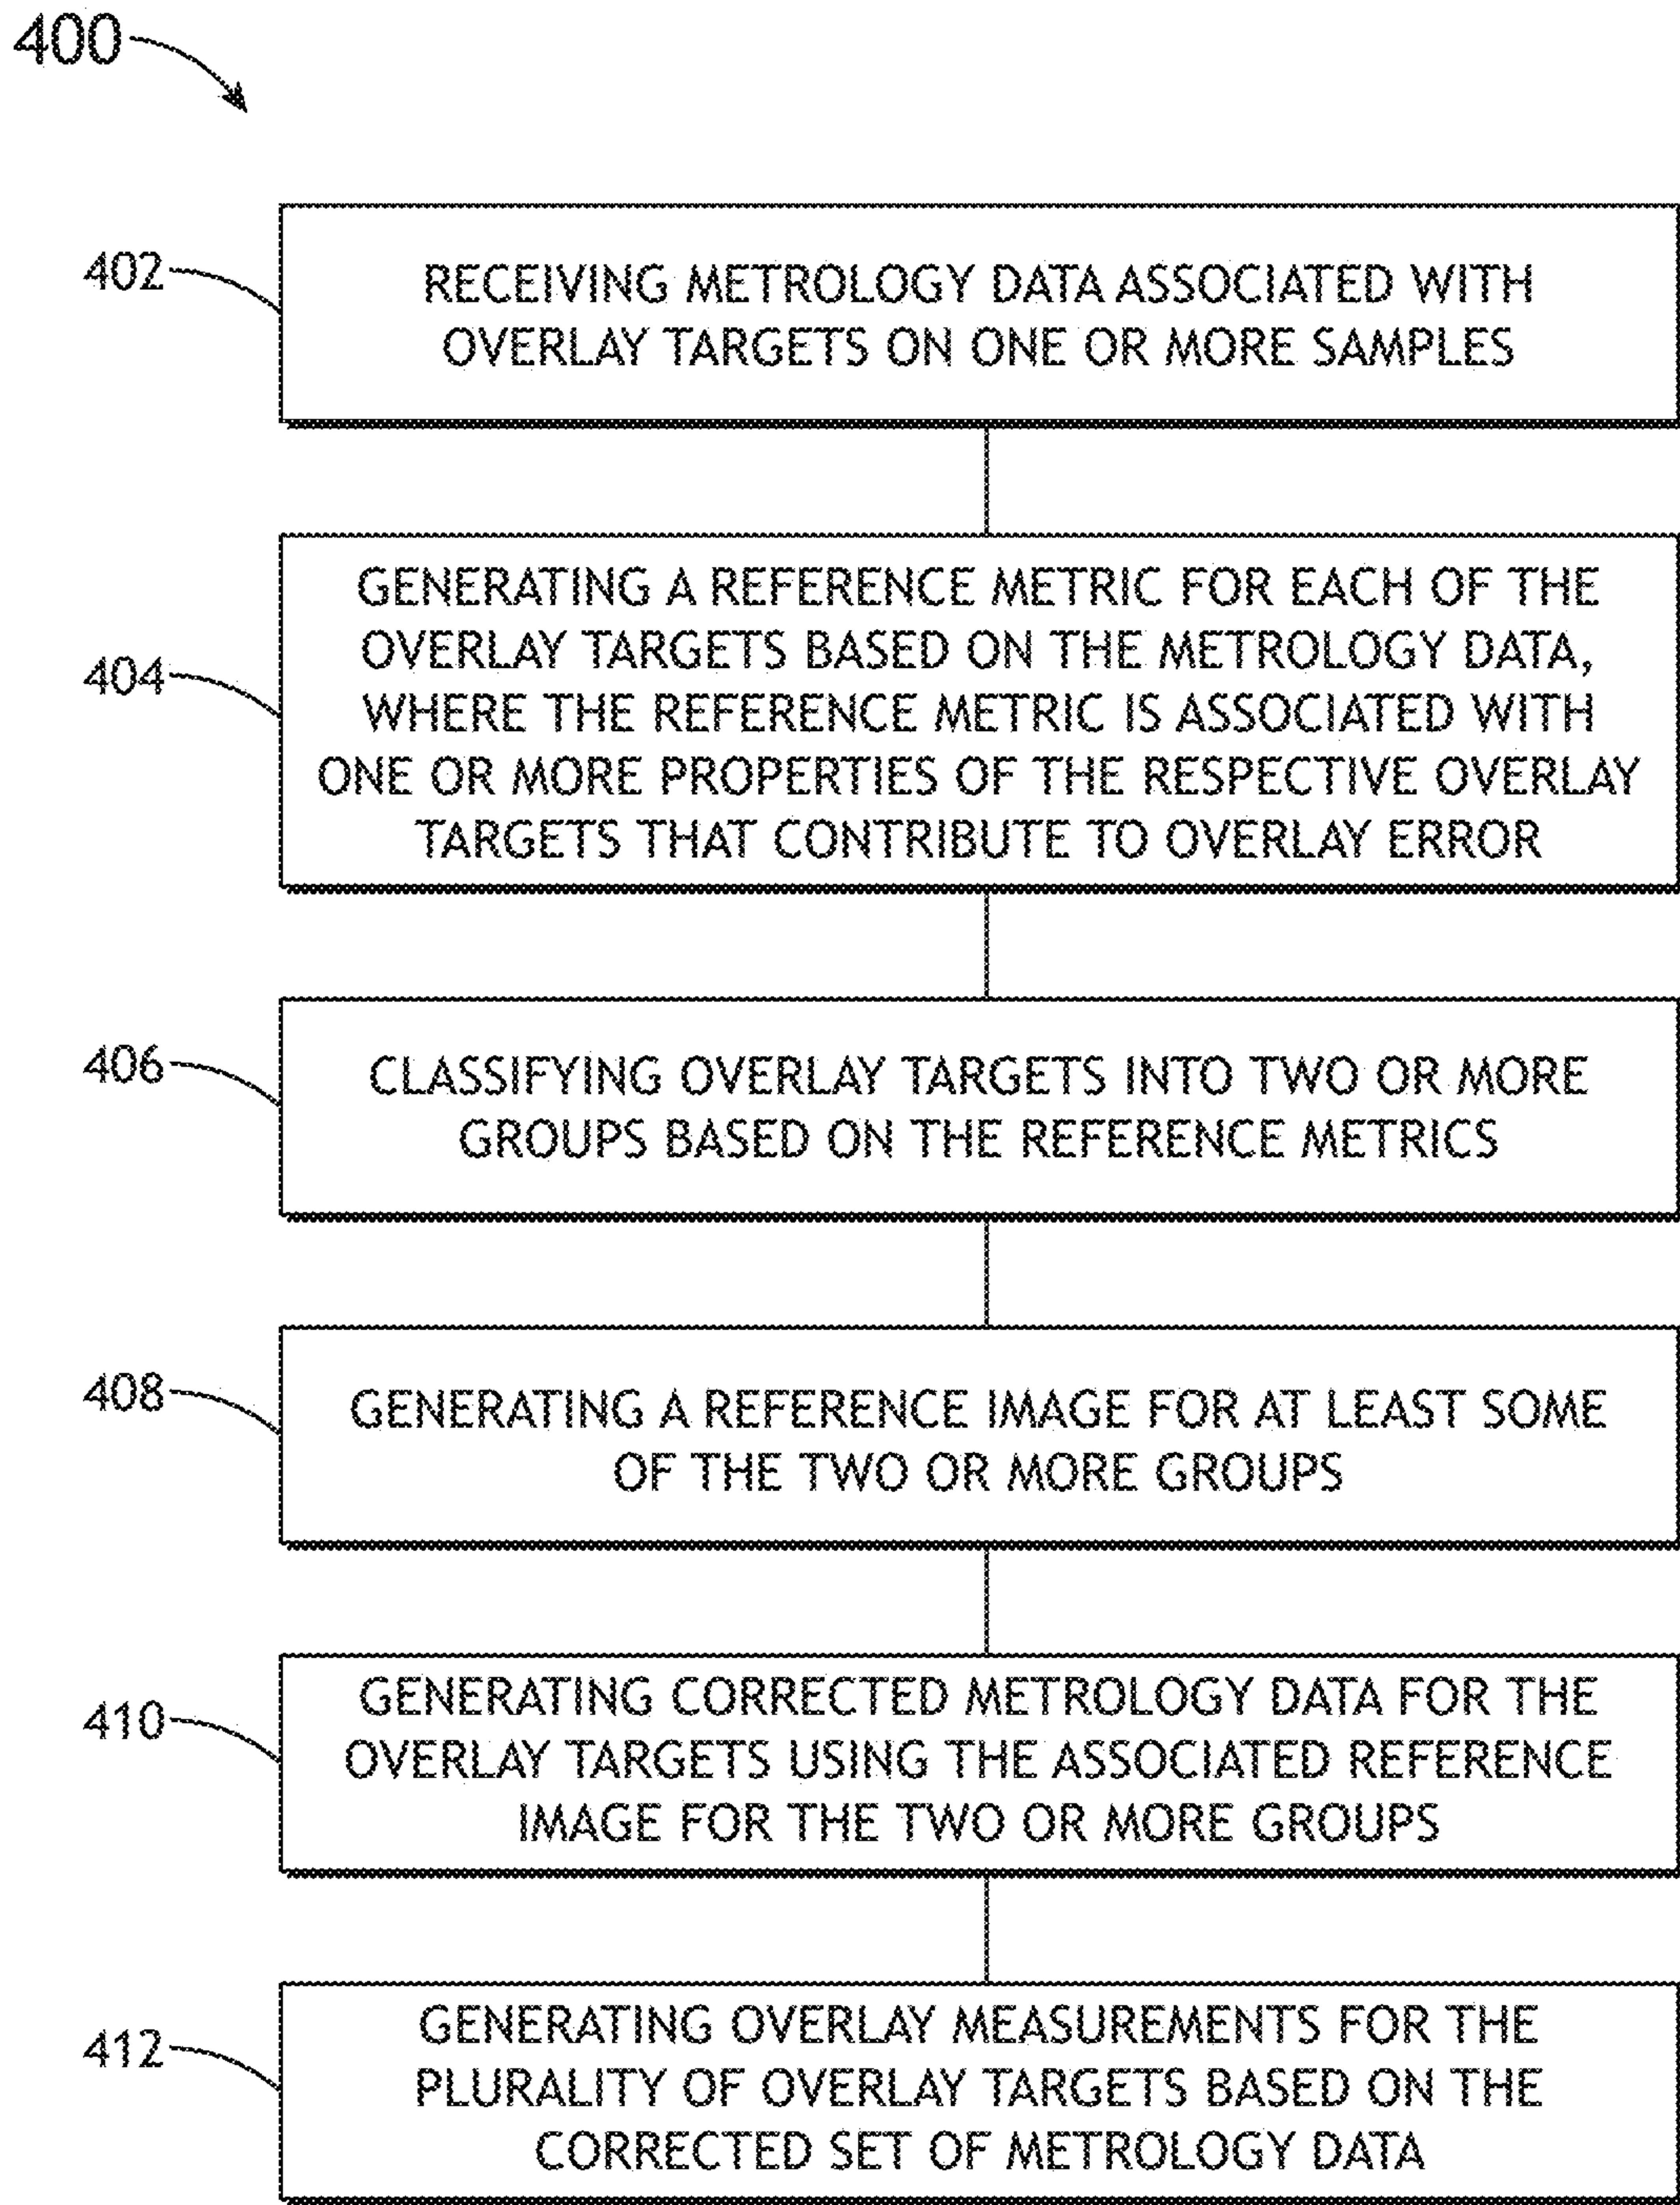 400
402
RECEIVING METROLOGY DATA ASSOCIATED WITH
OVERLAY TARGETS ON ONE OR MORE SAMPLES
404
GENERATING A REFERENCE METRIC FOR EACH OF THE
OVERLAY TARGETS BASED ON THE METROLOGY DATA,
WHERE THE REFERENCE METRIC IS ASSOCIATED WITH
ONE OR MORE PROPERTIES OF THE RESPECTIVE OVERLAY
TARGETS THAT CONTRIBUTE TO OVERLAY ERROR
406
CLASSIFYING OVERLAY TARGETS INTO TWO OR MORE
GROUPS BASED ON THE REFERENCE METRICS
408
GENERATING A REFERENCE IMAGE FOR AT LEAST SOME
OF THE TWO OR MORE GROUPS
410
GENERATING CORRECTED METROLOGY DATA FOR THE
OVERLAY TARGETS USING THE ASSOCIATED REFERENCE
IMAGE FOR THE TWO OR MORE GROUPS
412
GENERATING OVERLAY MEASUREMENTS FOR THE
PLURALITY OF OVERLAY TARGETS BASED ON THE
CORRECTED SET OF METROLOGY DATA